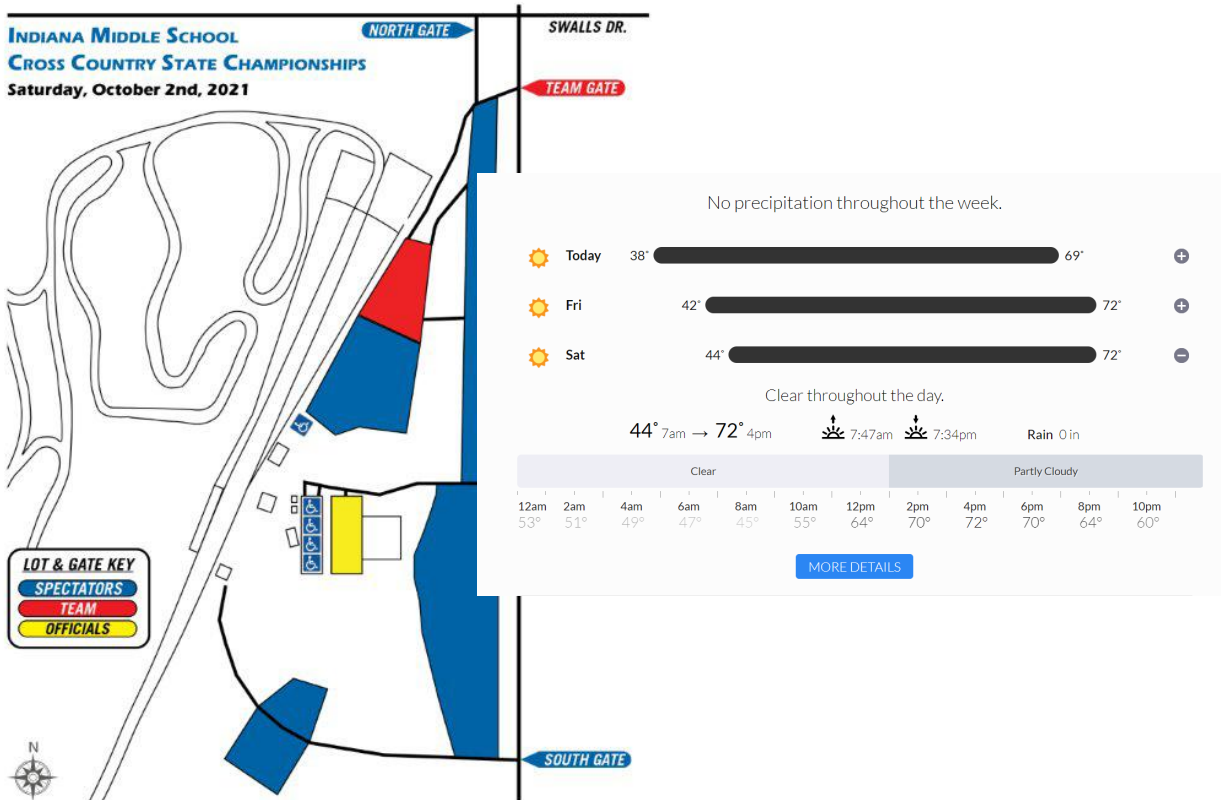 INDIANA MIDDLE SCHOOL
CROSS COUNTRY STATE CHAMPIONSHIPS
Saturday, October 2nd, 2021
NORTH GATE
SWALLS DR.
TEAM GATE
No precipitation throughout the week.
Today 38° 69°
Fri 42° 72°
Sat 44° 72°
Clear throughout the day.
44° 7am → 72° 4pm 7:47am 7:34pm Rain 0 in
Clear Partly Cloudy
12am 2am 4am 6am 8am 10am 12pm 2pm 4pm 6pm 8pm 10pm
53° 51° 49° 47° 45° 55° 64° 70° 72° 70° 64° 60°
MORE DETAILS
LOT & GATE KEY
SPECTATORS
TEAM
OFFICIALS
N
SOUTH GATE